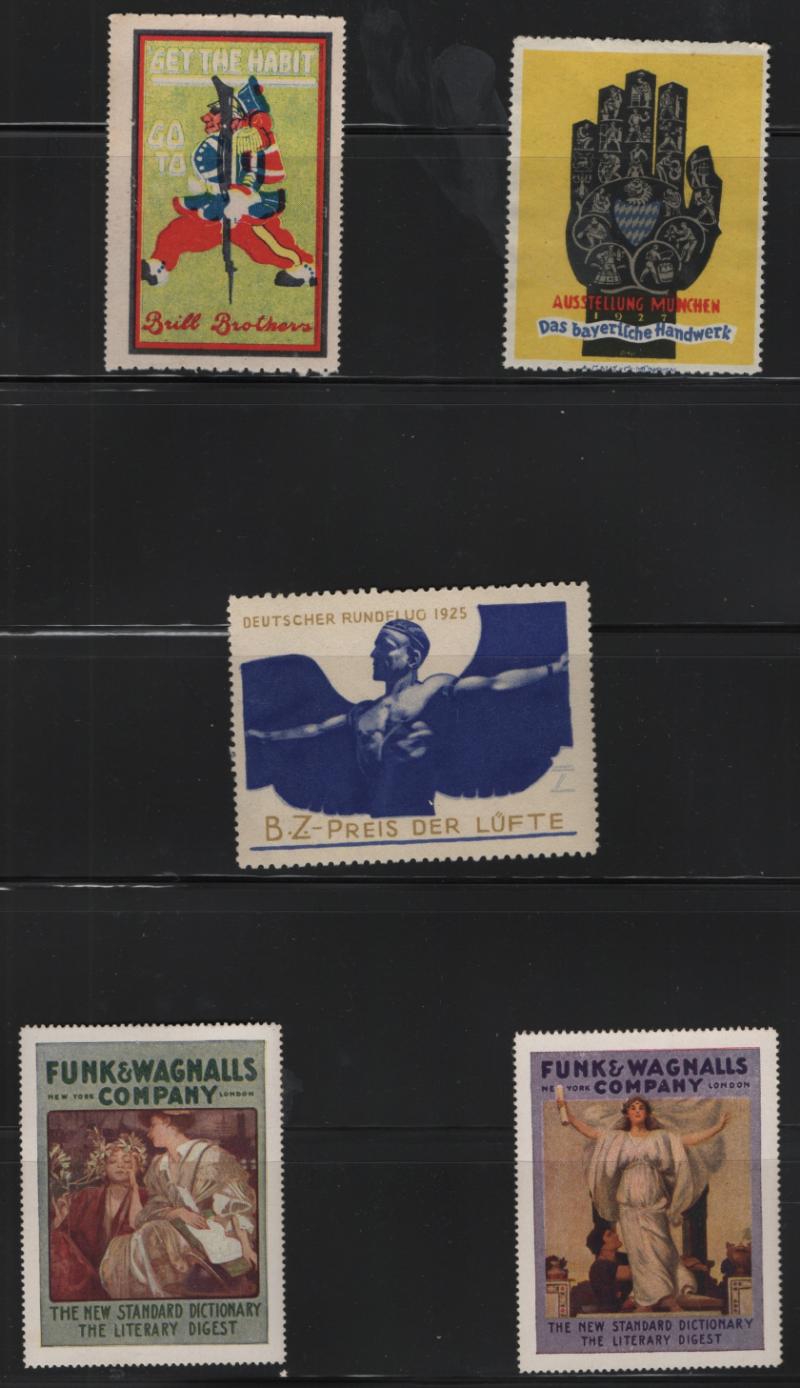 GET THE HABIT
GO
TO
Brill Brothers
AUSSTELLUNG MÜNCHEN
1927
Das bayerische Handwerk
DEUTSCHER RUNDFLUG 1925
B.Z.-PREIS DER LÜFTE
FUNK & WAGNALLS
NEW YORK COMPANY LONDON
THE NEW STANDARD DICTIONARY
THE LITERARY DIGEST
FUNK & WAGNALLS
NEW YORK COMPANY LONDON
THE NEW STANDARD DICTIONARY
THE LITERARY DIGEST